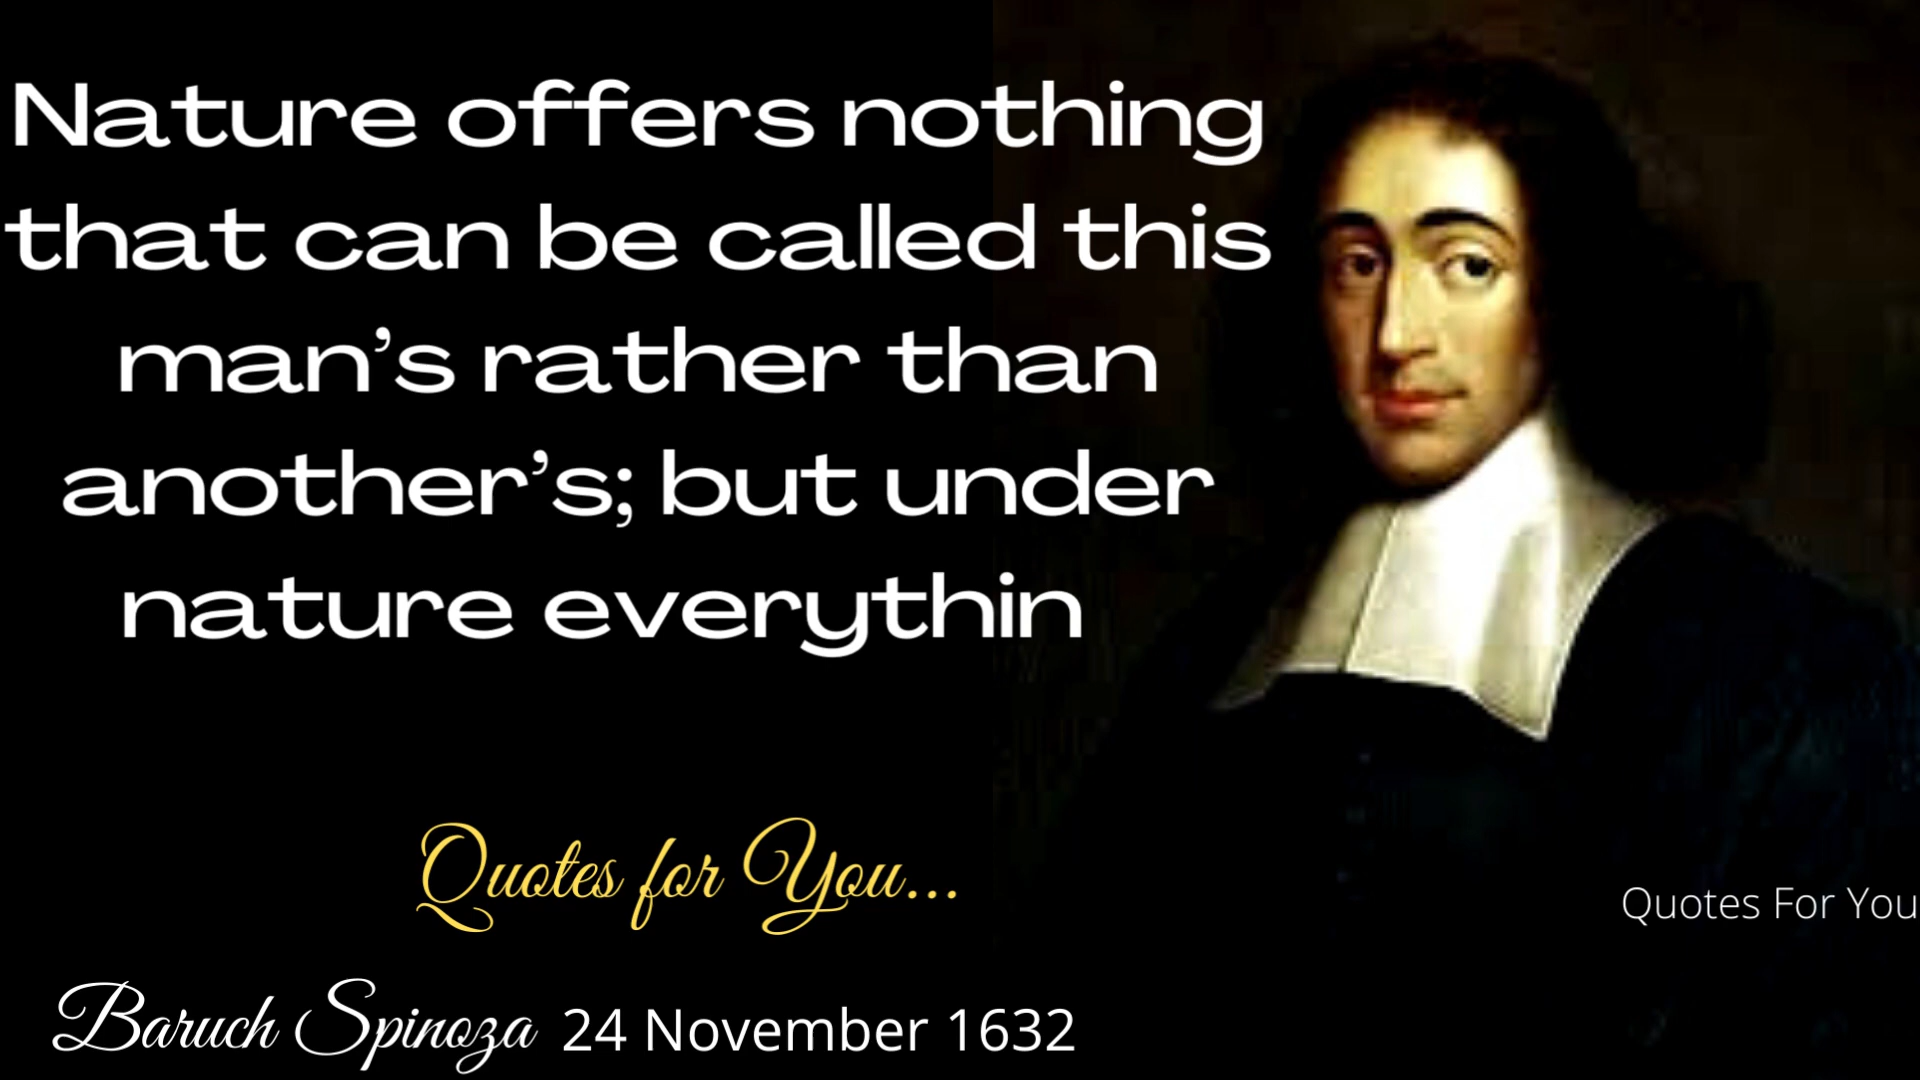 Nature offers nothing
that can be called this
man’s rather than
another’s; but under
nature everythin
Quotes for You...
Quotes For You
Baruch Spinoza 24 November 1632